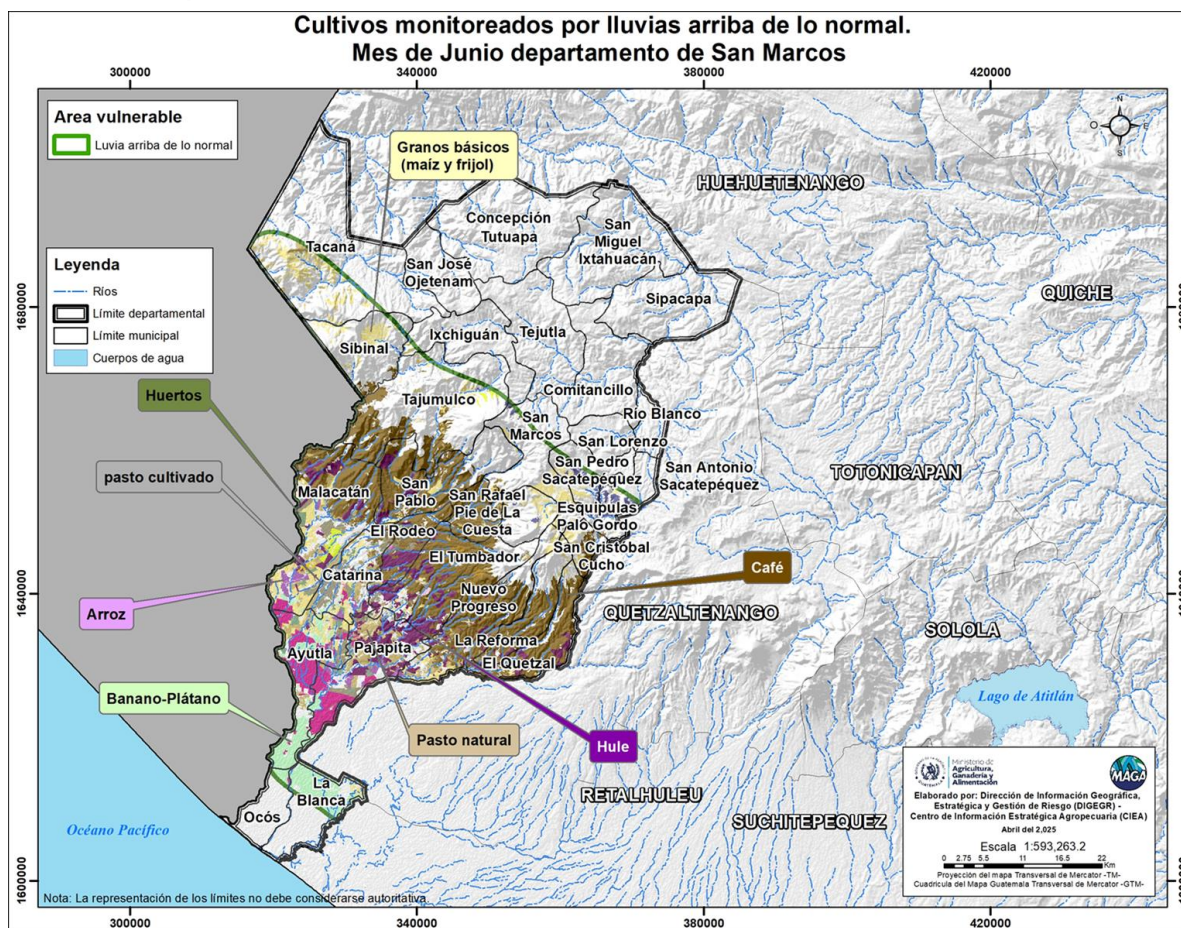 Cultivos monitoreados por lluvias arriba de lo normal.
Mes de Junio departamento de San Marcos
300000
340000
380000
420000
Area vulnerable
Lluvia arriba de lo normal
Leyenda
Ríos
Límite departamental
Límite municipal
Cuerpos de agua
N
O
E
S
Granos básicos
(maíz y frijol)
HUEHUETENANGO
Concepción
Tutuapa
San
Miguel
Ixtahuacán
Tacaná
San José
Ojetenam
Sipacapa
QUICHE
1680000
Ixchiguán
Tejutla
Sibinal
Comitancillo
Huertos
Tajumulco
San
Marcos
Río Blanco
San Lorenzo
pasto cultivado
San Pedro
Sacatepéquez
San Antonio
Sacatepéquez
TOTONICAPAN
Malacatán
San
Pablo
San Rafael
Pie de La
Cuesta
Esquipulas
Palo Gordo
El Rodeo
El Tumbador
San Cristóbal
Cucho
Café
Catarina
1640000
Arroz
Nuevo
Progreso
QUETZALTENANGO
SOLOLA
Pajapita
La Reforma
Ayutla
El Quetzal
Banano-Plátano
Lago de Atitlán
Pasto natural
Hule
La
Blanca
Ocós
RETALHULEU
SUCHITEPEQUEZ
Océano Pacífico
1600000
Ministerio de
Agricultura,
Ganadería y
Alimentación
MAGA
Elaborado por: Dirección de Información Geográfica,
Estratégica y Gestión de Riesgo (DIGEGR) -
Centro de Información Estratégica Agropecuaria (CIEA)
Abril del 2,025
Escala 1:593,263.2
0 2.75 5.5 11 16.5 22
Km
Proyección del mapa Transversal de Mercator -TM-
Cuadricula del Mapa Guatemala Transversal de Mercator -GTM-
Nota: La representación de los límites no debe considerarse autoritativa.
300000
340000
380000
420000